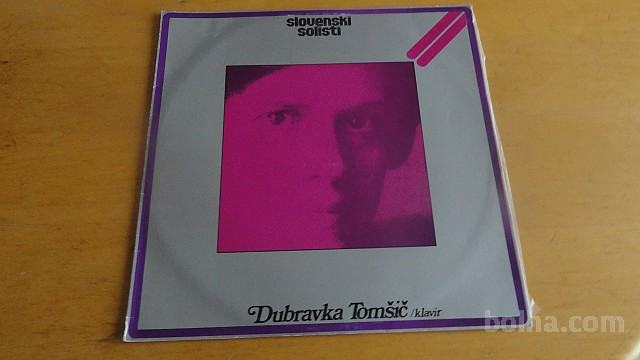 slovenski
solisti
Dubravka Tomšič/klavir
bolha.com